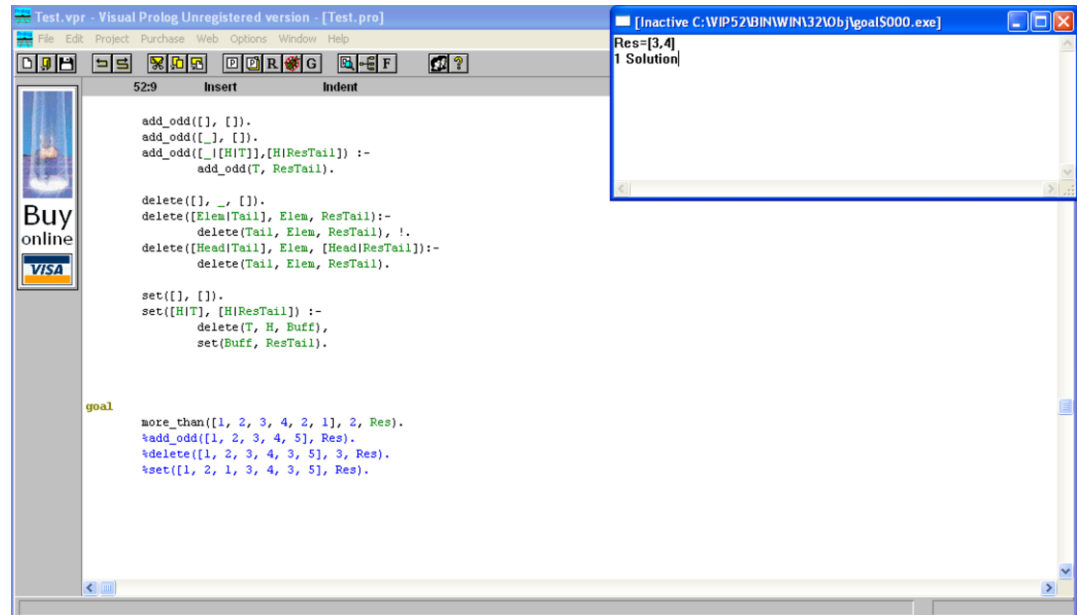 Test.vpr - Visual Prolog Unregistered version - [Test.pro]
File Edit Project Purchase Web Options Window Help
P P R G F ?
52:9 Insert Indent
[Inactive C:\VIP52\BIN\WIN\32\Obj\goal$000.exe]
Res=[3,4]
1 Solution
Buy
online
VISA
add_odd([], []).
add_odd([_], []).
add_odd([_|[H|T]],[H|ResTail]) :-
add_odd(T, ResTail).
delete([], _, []).
delete([Elem|Tail], Elem, ResTail):-
delete(Tail, Elem, ResTail), !.
delete([Head|Tail], Elem, [Head|ResTail]):-
delete(Tail, Elem, ResTail).
set([], []).
set([H|T], [H|ResTail]) :-
delete(T, H, Buff),
set(Buff, ResTail).
goal
more_than([1, 2, 3, 4, 2, 1], 2, Res).
%add_odd([1, 2, 3, 4, 5], Res).
%delete([1, 2, 3, 4, 3, 5], 3, Res).
%set([1, 2, 1, 3, 4, 3, 5], Res).